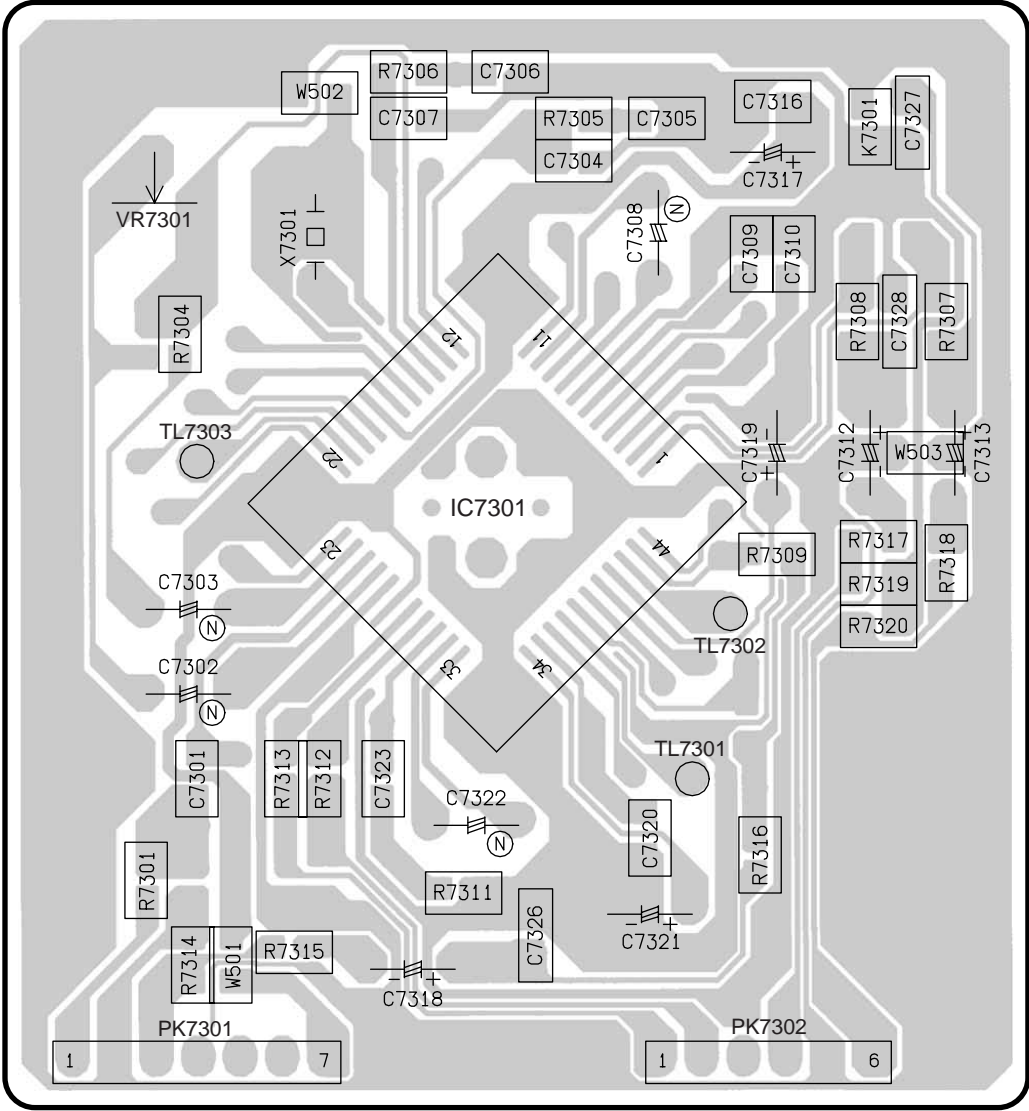 R7306
C7306
W502
C7307
R7305
C7305
C7316
K7301
C7327
C7304
- +
C7317
VR7301
X7301
C7308
N
C7309
C7310
R7304
12
11
R7308
C7328
R7307
TL7303
22
1
C7319
-
+
C7312
+
-
W503
C7313
+
-
IC7301
23
44
R7309
R7317
R7318
R7319
R7320
C7303
N
TL7302
C7302
N
33
34
TL7301
C7301
R7313
R7312
C7323
C7322
N
C7320
R7316
R7301
R7311
C7326
- +
C7321
R7314
W501
R7315
- +
C7318
PK7301
PK7302
1
7
1
6